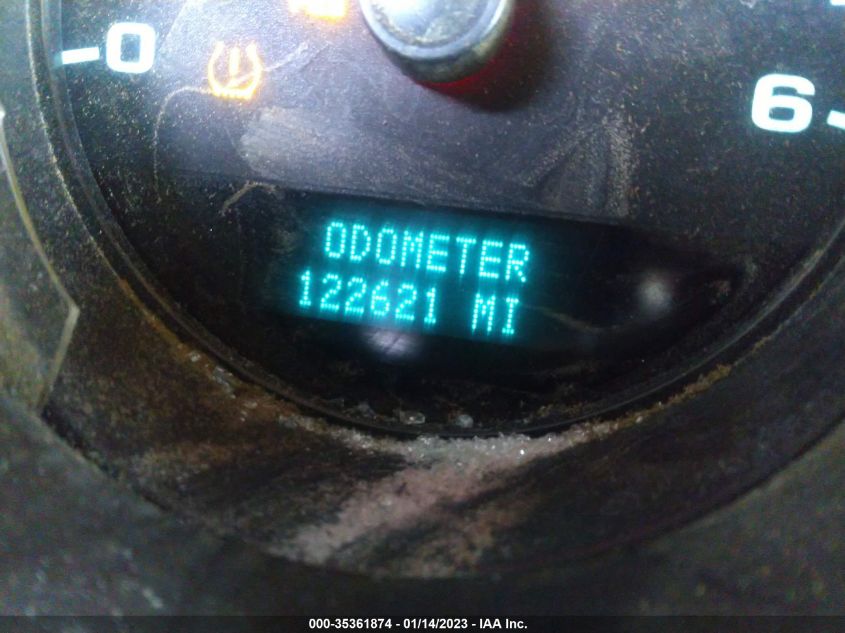 0
6
ODOMETER
122621 MI
000-35361874 - 01/14/2023 - IAA Inc.